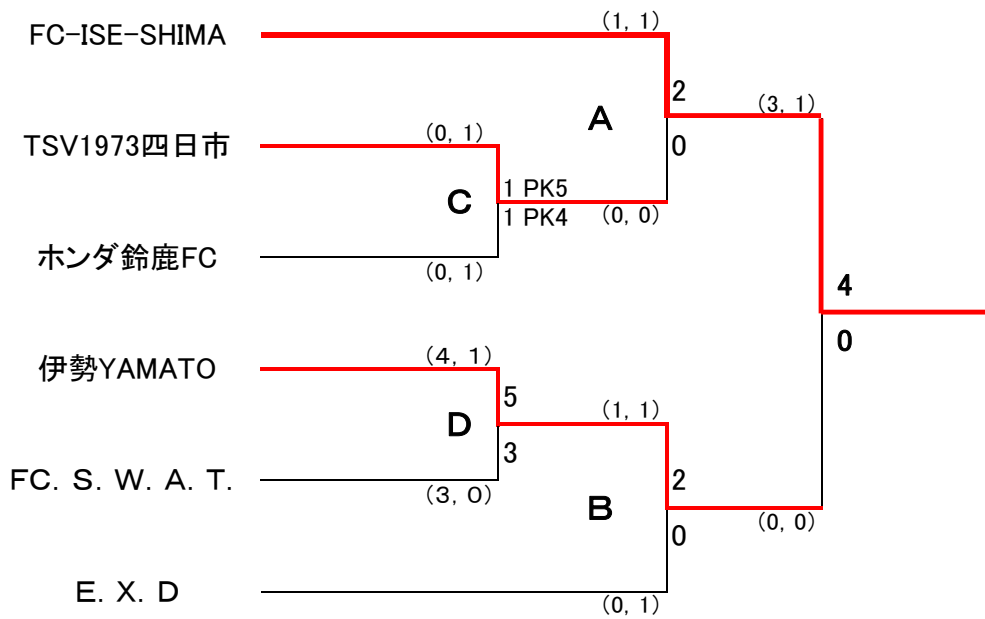 (1, 1)
FC-ISE-SHIMA
2
(3, 1)
A
(0, 1)
TSV1973四日市
0
1 PK5
C
1 PK4
(0, 0)
ホンダ鈴鹿FC
(0, 1)
4
0
(4, 1)
伊勢YAMATO
5
(1, 1)
D
3
FC. S. W. A. T.
2
(3, 0)
B
(0, 0)
0
E. X. D
(0, 1)